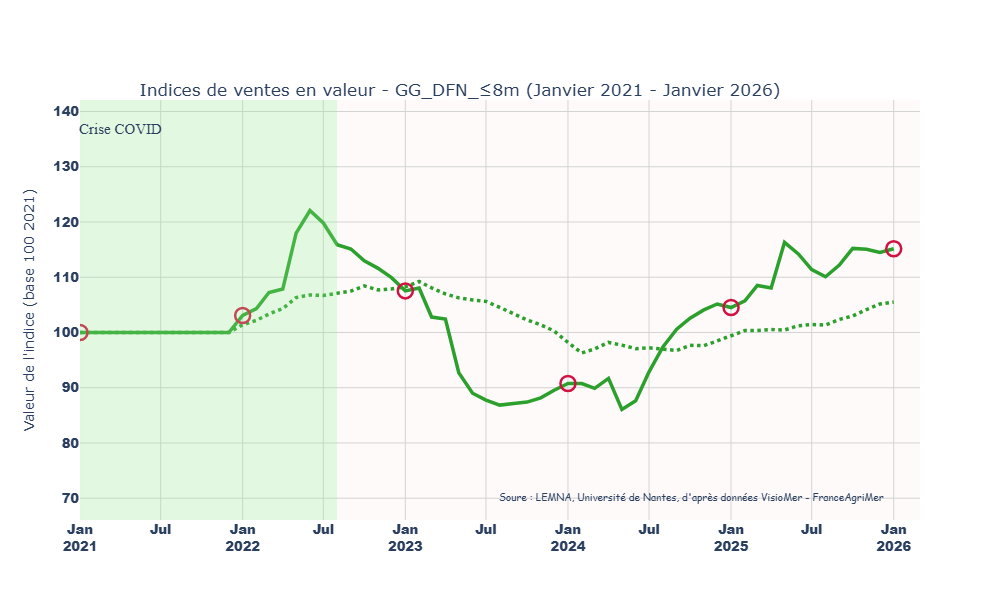 Indices de ventes en valeur - GG_DFN_≤8m (Janvier 2021 - Janvier 2026)
Valeur de l'indice (base 100 2021)
140
Crise COVID
130
120
110
100
90
80
70
Soure : LEMNA, Université de Nantes, d'après données VisioMer - FranceAgriMer
Jan Jul Jan Jul Jan Jul Jan Jul Jan Jul Jan
2021 2022 2023 2024 2025 2026